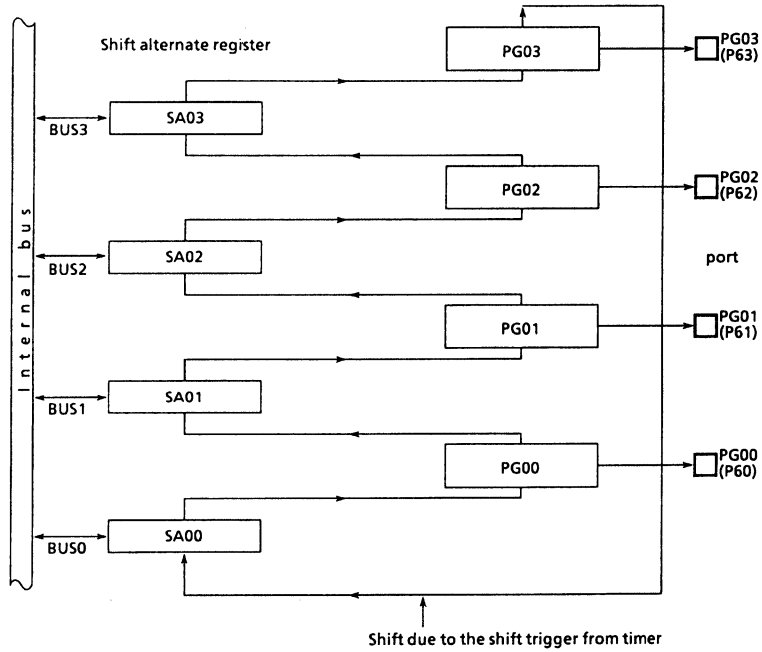 Shift alternate register
PG03
PG03
(P63)
SA03
BUS3
PG02
PG02
(P62)
SA02
BUS2
port
Internal bus
PG01
PG01
(P61)
SA01
BUS1
PG00
PG00
(P60)
SA00
BUS0
Shift due to the shift trigger from timer